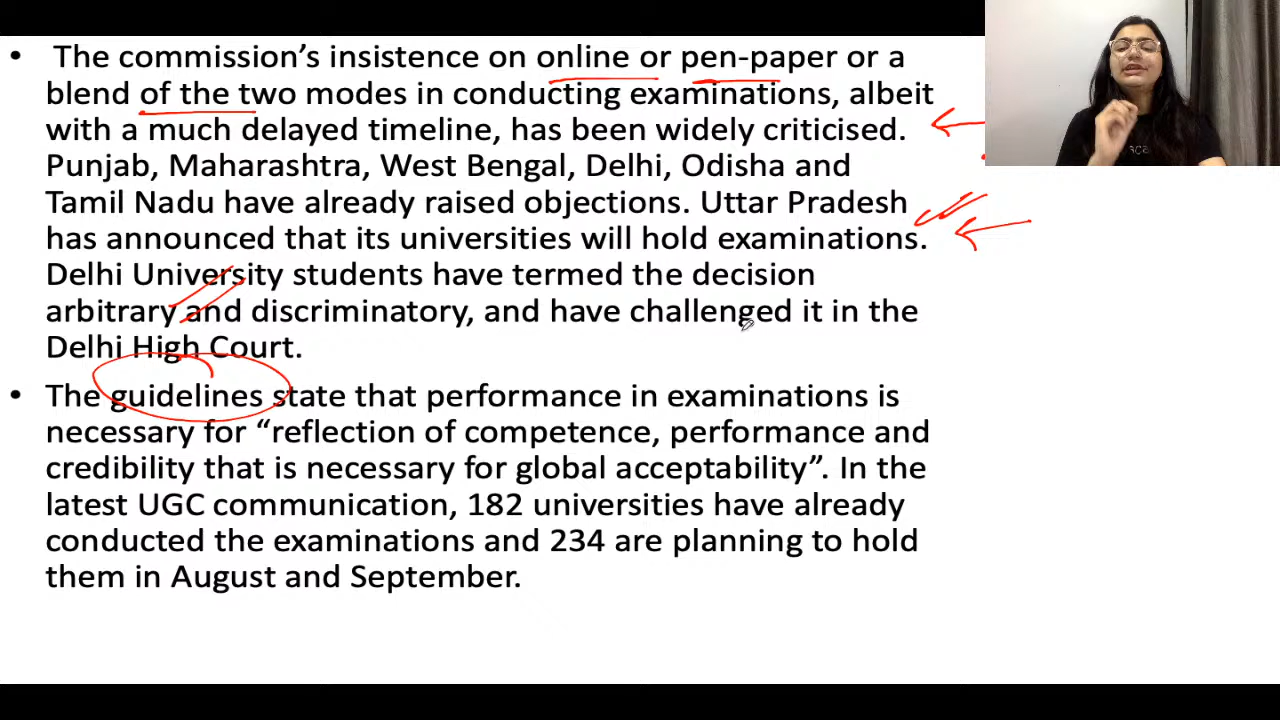 • The commission’s insistence on online or pen-paper or a
blend of the two modes in conducting examinations, albeit
with a much delayed timeline, has been widely criticised.
Punjab, Maharashtra, West Bengal, Delhi, Odisha and
Tamil Nadu have already raised objections. Uttar Pradesh
has announced that its universities will hold examinations.
Delhi University students have termed the decision
arbitrary and discriminatory, and have challenged it in the
Delhi High Court.
• The guidelines state that performance in examinations is
necessary for “reflection of competence, performance and
credibility that is necessary for global acceptability”. In the
latest UGC communication, 182 universities have already
conducted the examinations and 234 are planning to hold
them in August and September.